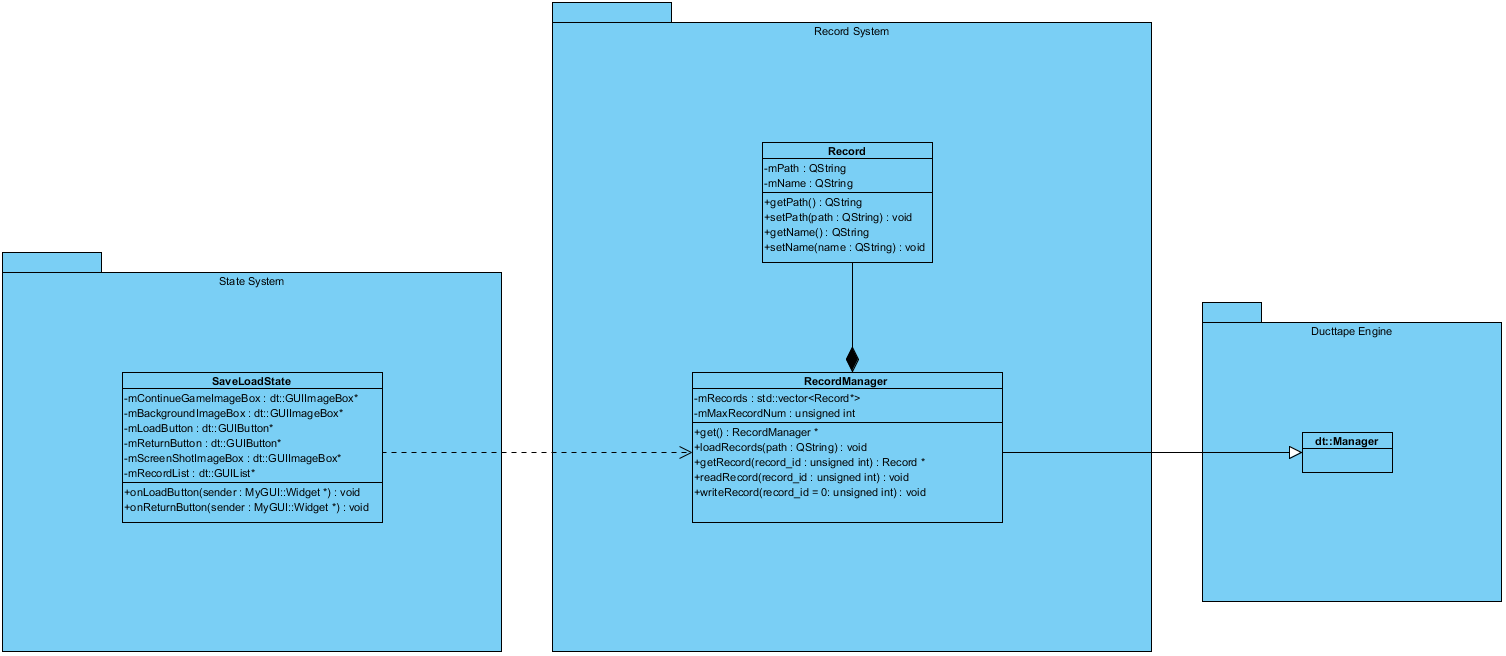 Record System
Record
-mPath : QString
-mName : QString
+getPath() : QString
+setPath(path : QString) : void
+getName() : QString
+setName(name : QString) : void
State System
SaveLoadState
-mContinueGameImageBox : dt::GUIImageBox*
-mBackgroundImageBox : dt::GUIImageBox*
-mLoadButton : dt::GUIButton*
-mReturnButton : dt::GUIButton*
-mScreenShotImageBox : dt::GUIImageBox*
-mRecordList : dt::GUIList*
+onLoadButton(sender : MyGUI::Widget *) : void
+onReturnButton(sender : MyGUI::Widget *) : void
RecordManager
-mRecords : std::vector<Record*>
-mMaxRecordNum : unsigned int
+get() : RecordManager *
+loadRecords(path : QString) : void
+getRecord(record_id : unsigned int) : Record *
+readRecord(record_id : unsigned int) : void
+writeRecord(record_id = 0: unsigned int) : void
Ducttape Engine
dt::Manager